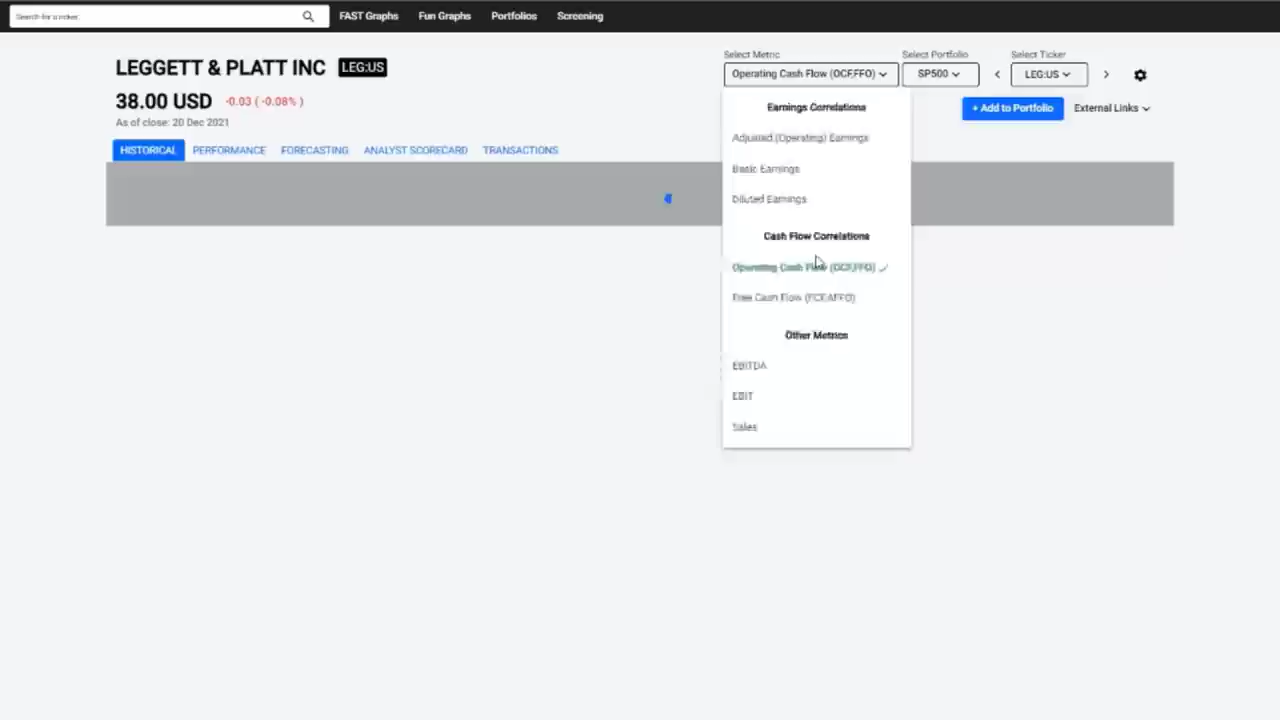 Search for a ticker
FAST Graphs
Fun Graphs
Portfolios
Screening
LEGGETT & PLATT INC LEG:US
38.00 USD -0.03 ( -0.08% )
As of close: 20 Dec 2021
Select Metric
Operating Cash Flow (OCF,FFO)
Select Portfolio
SP500
Select Ticker
LEG:US
+ Add to Portfolio
External Links
HISTORICAL
PERFORMANCE
FORECASTING
ANALYST SCORECARD
TRANSACTIONS
Earnings Correlations
Adjusted (Operating) Earnings
Basic Earnings
Diluted Earnings
Cash Flow Correlations
Operating Cash Flow (OCF,FFO)
Free Cash Flow (FCF,AFFO)
Other Metrics
EBITDA
EBIT
Sales